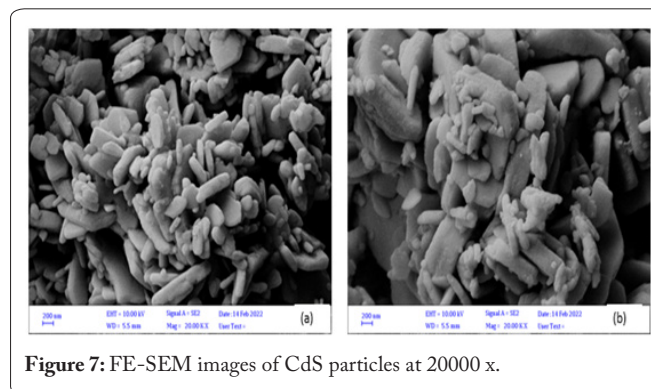 200 nm EHT = 10.00 kV Signal A = SE2 Date: 14 Feb 2022
WD = 5.5 mm Mag = 20.00 K X User Text =
(a)
200 nm EHT = 10.00 kV Signal A = SE2 Date: 14 Feb 2022
WD = 5.5 mm Mag = 20.00 K X User Text =
(b)
Figure 7: FE-SEM images of CdS particles at 20000 x.